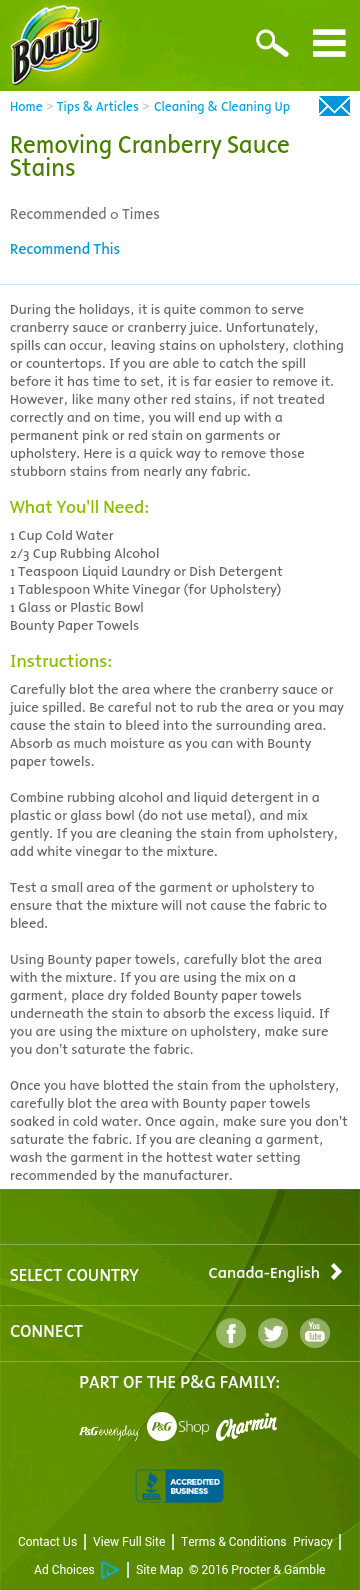 Bounty
Home > Tips & Articles > Cleaning & Cleaning Up
Removing Cranberry Sauce
Stains
Recommended 0 Times
Recommend This
During the holidays, it is quite common to serve
cranberry sauce or cranberry juice. Unfortunately,
spills can occur, leaving stains on upholstery, clothing
or countertops. If you are able to catch the spill
before it has time to set, it is far easier to remove it.
However, like many other red stains, if not treated
correctly and on time, you will end up with a
permanent pink or red stain on garments or
upholstery. Here is a quick way to remove those
stubborn stains from nearly any fabric.
What You'll Need:
1 Cup Cold Water
2/3 Cup Rubbing Alcohol
1 Teaspoon Liquid Laundry or Dish Detergent
1 Tablespoon White Vinegar (for Upholstery)
1 Glass or Plastic Bowl
Bounty Paper Towels
Instructions:
Carefully blot the area where the cranberry sauce or
juice spilled. Be careful not to rub the area or you may
cause the stain to bleed into the surrounding area.
Absorb as much moisture as you can with Bounty
paper towels.
Combine rubbing alcohol and liquid detergent in a
plastic or glass bowl (do not use metal), and mix
gently. If you are cleaning the stain from upholstery,
add white vinegar to the mixture.
Test a small area of the garment or upholstery to
ensure that the mixture will not cause the fabric to
bleed.
Using Bounty paper towels, carefully blot the area
with the mixture. If you are using the mix on a
garment, place dry folded Bounty paper towels
underneath the stain to absorb the excess liquid. If
you are using the mixture on upholstery, make sure
you don't saturate the fabric.
Once you have blotted the stain from the upholstery,
carefully blot the area with Bounty paper towels
soaked in cold water. Once again, make sure you don't
saturate the fabric. If you are cleaning a garment,
wash the garment in the hottest water setting
recommended by the manufacturer.
SELECT COUNTRY Canada-English
CONNECT f You Tube
PART OF THE P&G FAMILY:
P&G everyday P&G Shop Charmin
BBB ACCREDITED BUSINESS
Contact Us | View Full Site | Terms & Conditions Privacy |
Ad Choices | Site Map © 2016 Procter & Gamble